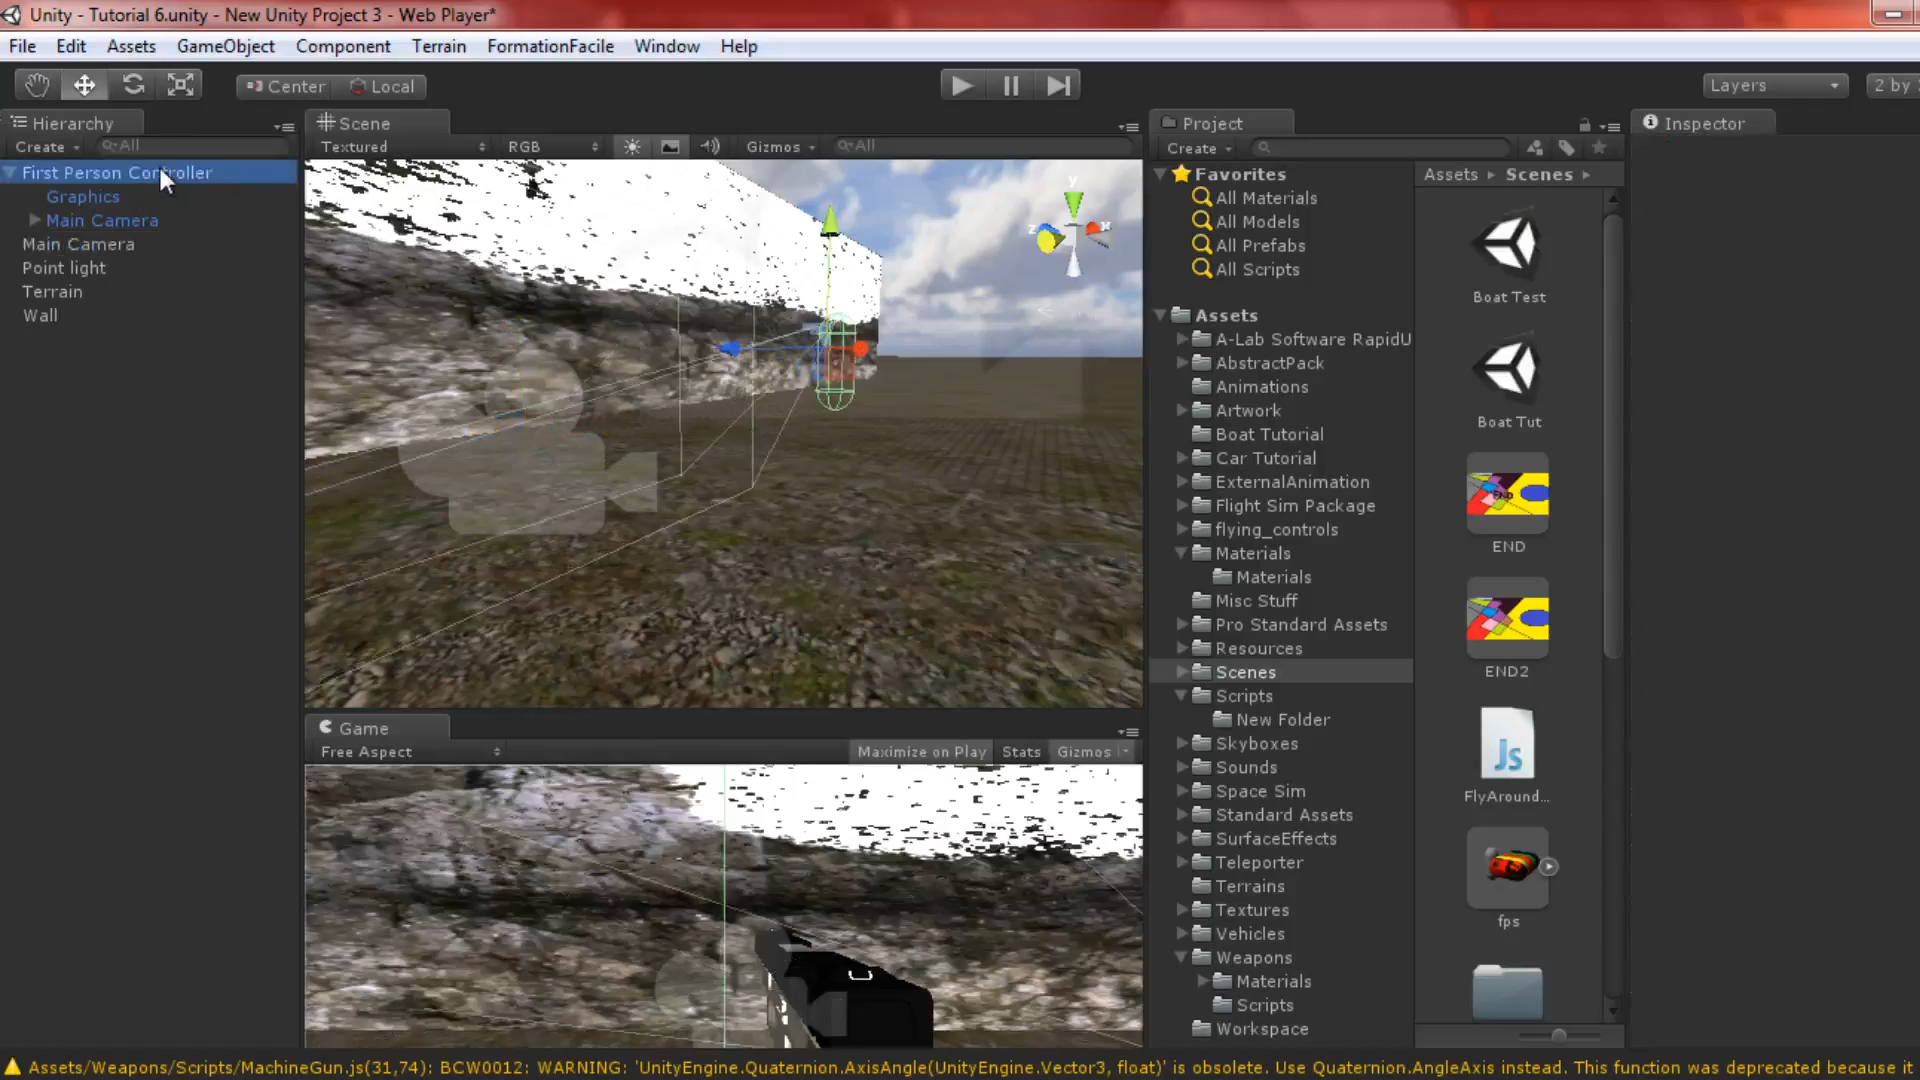 Unity - Tutorial 6.unity - New Unity Project 3 - Web Player*
File Edit Assets GameObject Component Terrain FormationFacile Window Help
Center Local Layers 2 by
Hierarchy
Create All
First Person Controller
Graphics
Main Camera
Main Camera
Point light
Terrain
Wall
Scene
Textured RGB Gizmos All
y
z x
Game
Free Aspect Maximize on Play Stats Gizmos
Project
Create
Favorites
All Materials
All Models
All Prefabs
All Scripts
Assets
A-Lab Software RapidU
AbstractPack
Animations
Artwork
Boat Tutorial
Car Tutorial
ExternalAnimation
Flight Sim Package
flying_controls
Materials
Materials
Misc Stuff
Pro Standard Assets
Resources
Scenes
Scripts
New Folder
Skyboxes
Sounds
Space Sim
Standard Assets
SurfaceEffects
Teleporter
Terrains
Textures
Vehicles
Weapons
Materials
Scripts
Workspace
Assets Scenes
Boat Test
Boat Tut
END
END2
Js
FlyAround...
fps
Inspector
Assets/Weapons/Scripts/MachineGun.js(31,74): BCW0012: WARNING: 'UnityEngine.Quaternion.AxisAngle(UnityEngine.Vector3, float)' is obsolete. Use Quaternion.AngleAxis instead. This function was deprecated because it